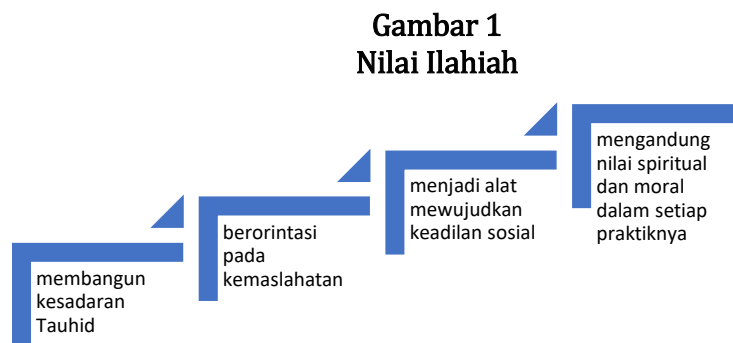 Gambar 1
Nilai Ilahiah
membangun
kesadaran
Tauhid
berorintasi
pada
kemaslahatan
menjadi alat
mewujudkan
keadilan sosial
mengandung
nilai spiritual
dan moral
dalam setiap
praktiknya